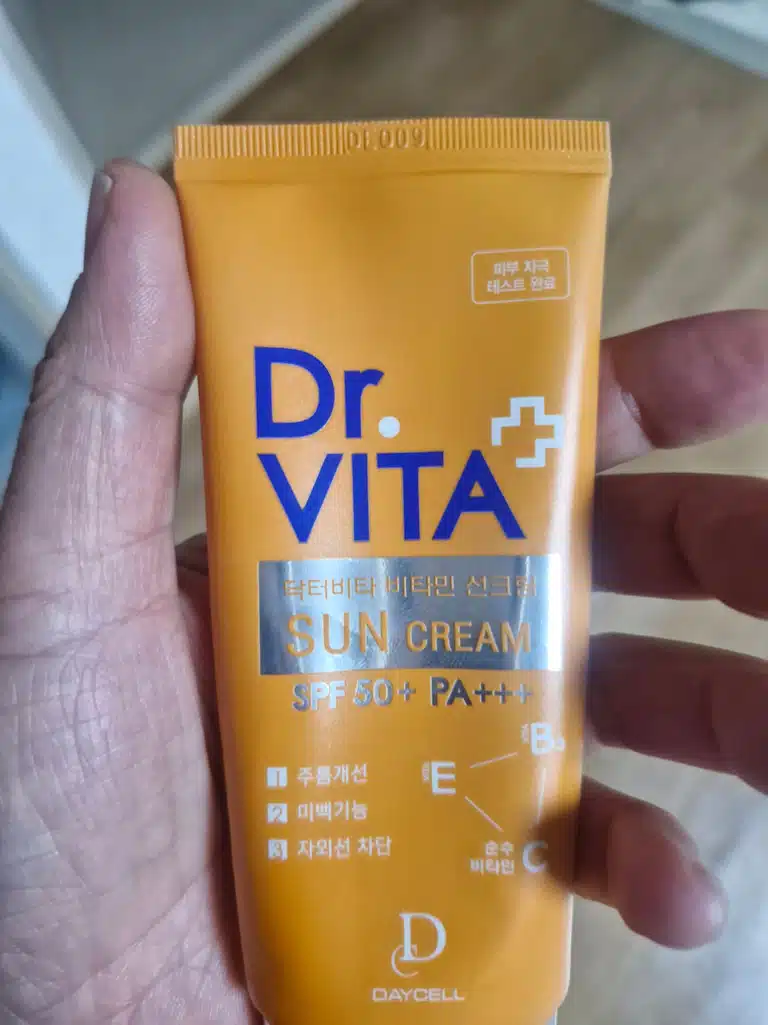 피부 자극
테스트 완료
Dr.
VITA
닥터비타 비타민 선크림
SUN CREAM
SPF 50+ PA+++
1 주름개선
2 미백기능
3 자외선 차단
B
E
순수
비타민 C
DAYCELL